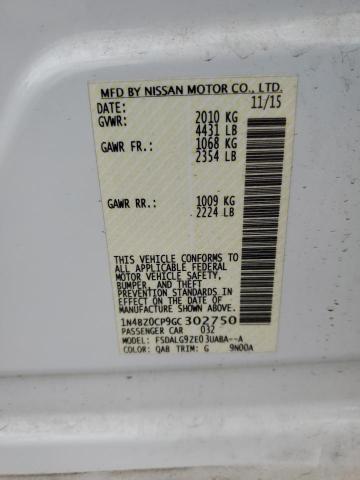 MFD BY NISSAN MOTOR CO., LTD.
DATE: 11/15
GVWR: 2010 KG
4431 LB
GAWR FR.: 1068 KG
2354 LB
GAWR RR.: 1009 KG
2224 LB
THIS VEHICLE CONFORMS TO
ALL APPLICABLE FEDERAL
MOTOR VEHICLE SAFETY,
BUMPER, AND THEFT
PREVENTION STANDARDS IN
EFFECT ON THE DATE OF
MANUFACTURE SHOWN ABOVE.
1N4BZ0CP9GC302750
PASSENGER CAR 032
MODEL: FSDALG9ZE03UABA--A
COLOR: QAB TRIM: G 9N00A